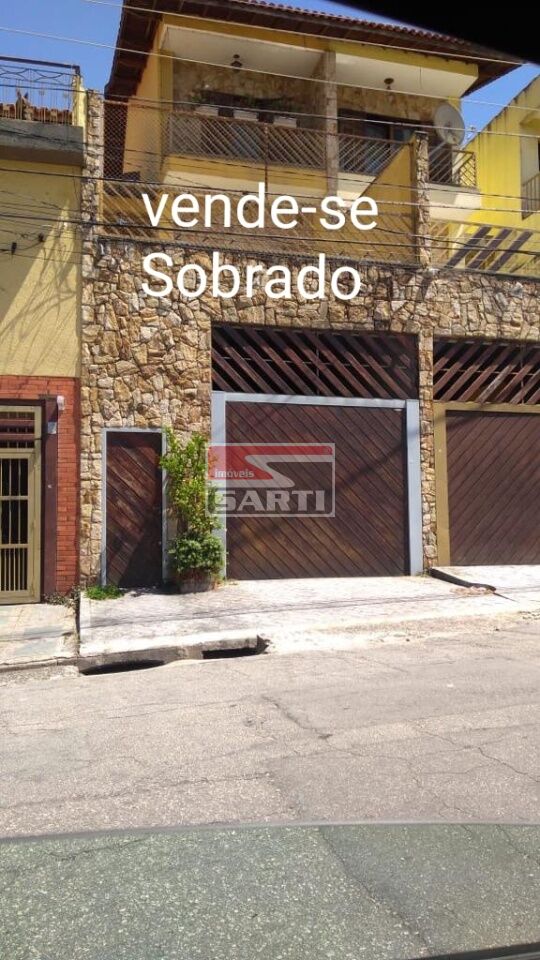 vende-se
Sobrado
imóveis
SARTI